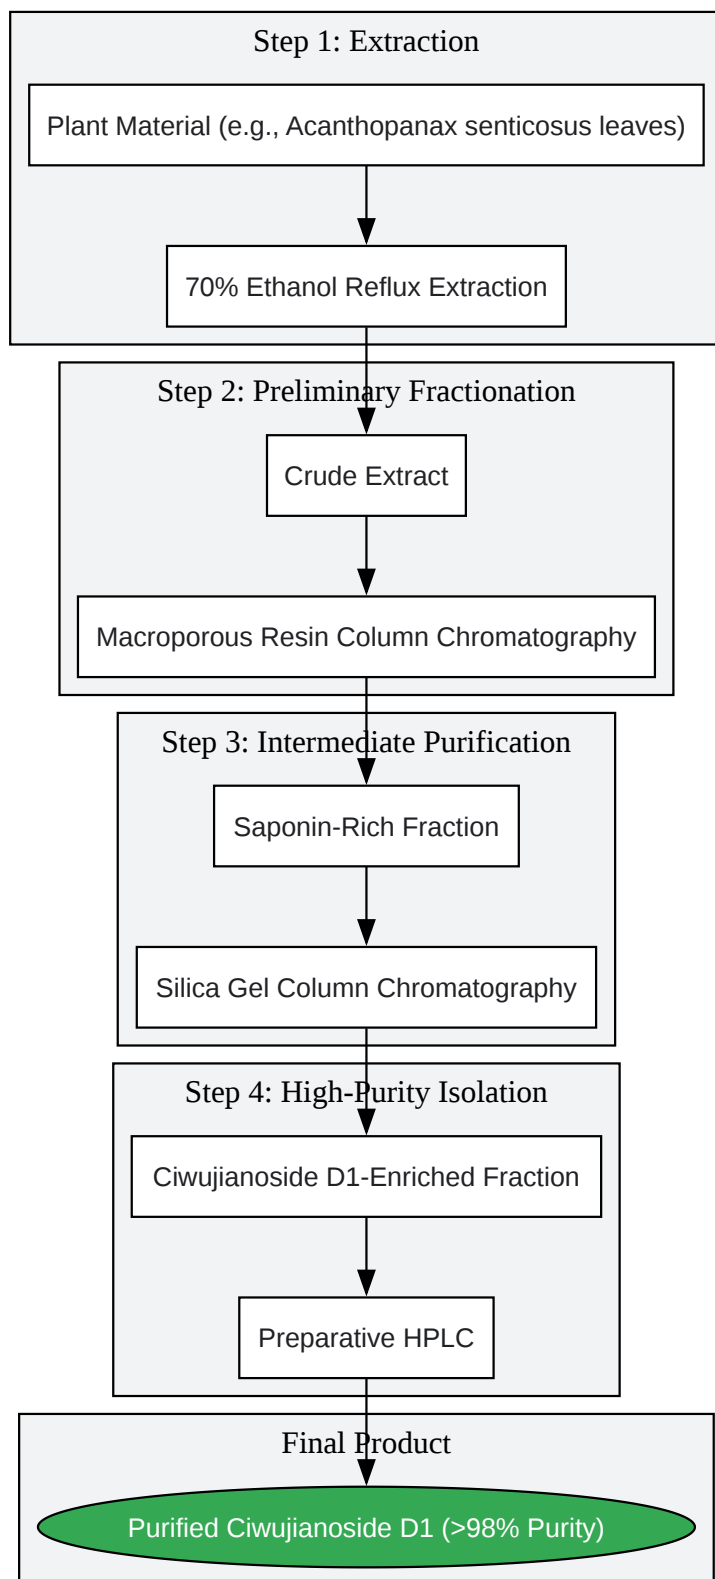 Step 1: Extraction
Plant Material (e.g., Acanthopanax senticosus leaves)
70% Ethanol Reflux Extraction
Step 2: Preliminary Fractionation
Crude Extract
Macroporous Resin Column Chromatography
Step 3: Intermediate Purification
Saponin-Rich Fraction
Silica Gel Column Chromatography
Step 4: High-Purity Isolation
Ciwujianoside D1-Enriched Fraction
Preparative HPLC
Final Product
Purified Ciwujianoside D1 (>98% Purity)